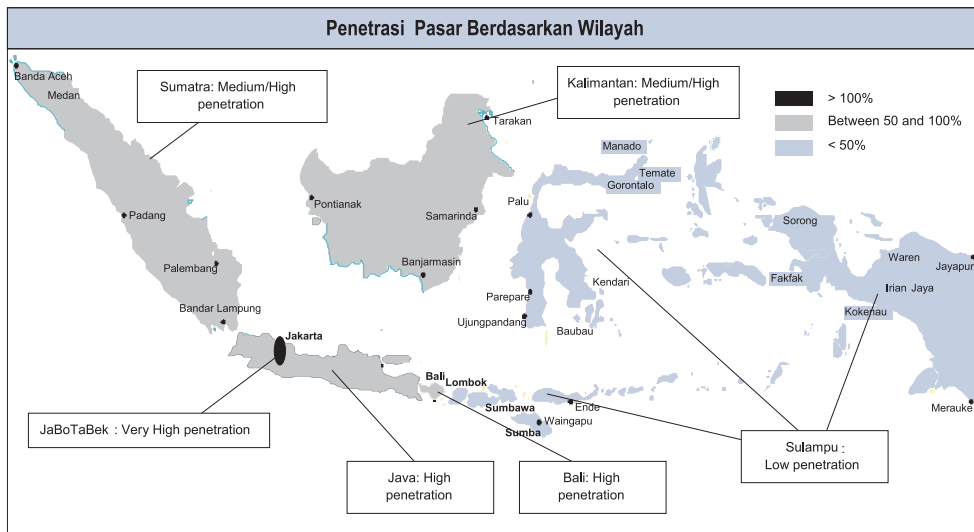 Penetrasi Pasar Berdasarkan Wilayah
Banda Aceh
Medan
Sumatra: Medium/High
penetration
Kalimantan: Medium/High
penetration
> 100%
Between 50 and 100%
< 50%
Tarakan
Manado
Temate
Gorontalo
Padang
Pontianak
Samarinda
Palu
Sorong
Palembang
Banjarmasin
Waren
Jayapur
Fakfak
Kendari
Irian Jaya
Bandar Lampung
Parepare
Ujungpandang
Baubau
Kokenau
Jakarta
Bali
Lombok
Sumbawa
Ende
Waingapu
Sumba
Merauke
JaBoTaBek : Very High penetration
Java: High
penetration
Bali: High
penetration
Sulampu :
Low penetration